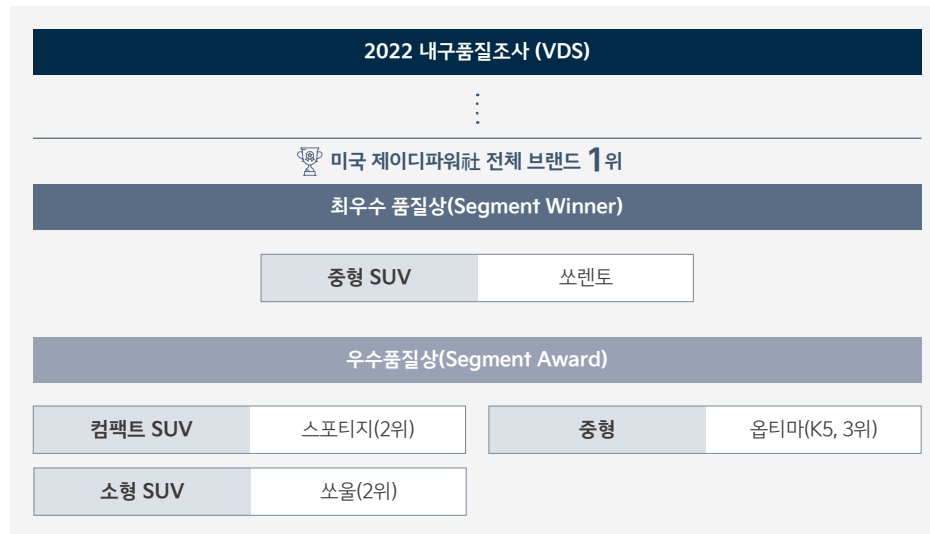 2022 내구품질조사 (VDS)
미국 제이디파워社 전체 브랜드 1위
최우수 품질상(Segment Winner)
중형 SUV 쏘렌토
우수품질상(Segment Award)
컴팩트 SUV 스포티지(2위) 중형 옵티마(K5, 3위)
소형 SUV 쏘울(2위)